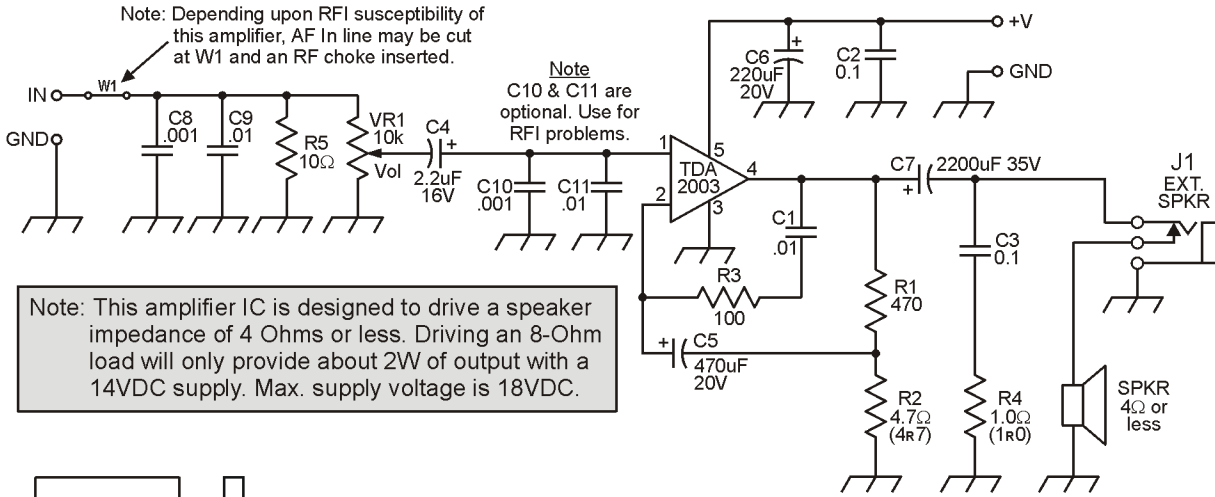 Note: Depending upon RFI susceptibility of
this amplifier, AF In line may be cut
at W1 and an RF choke inserted.
IN
W1
GND
C8
.001
C9
.01
R5
10Ω
VR1
10k
Vol
C4
+
2.2uF
16V
Note
C10 & C11 are
optional. Use for
RFI problems.
C10
.001
C11
.01
1
2
TDA
2003
5
4
3
C6
+
220uF
20V
C2
0.1
+V
GND
C7
+
2200uF 35V
C1
.01
R3
100
C5
+
470uF
20V
R1
470
R2
4.7Ω
(4R7)
C3
0.1
R4
1.0Ω
(1R0)
J1
EXT.
SPKR
SPKR
4Ω or
less
Note: This amplifier IC is designed to drive a speaker
impedance of 4 Ohms or less. Driving an 8-Ohm
load will only provide about 2W of output with a
14VDC supply. Max. supply voltage is 18VDC.